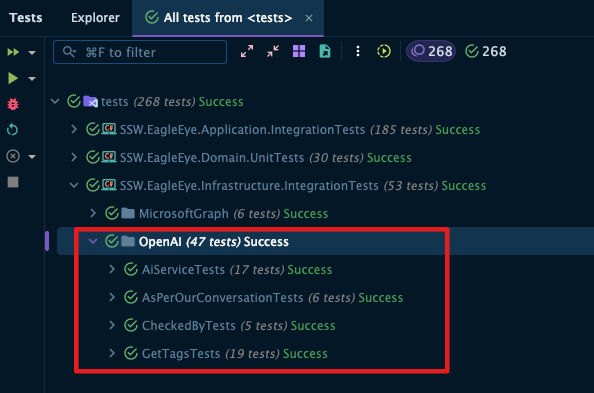 Tests Explorer All tests from <tests> ×
⌘F to filter 268 268
tests (268 tests) Success
C# SSW.EagleEye.Application.IntegrationTests (185 tests) Success
C# SSW.EagleEye.Domain.UnitTests (30 tests) Success
C# SSW.EagleEye.Infrastructure.IntegrationTests (53 tests) Success
MicrosoftGraph (6 tests) Success
OpenAI (47 tests) Success
AiServiceTests (17 tests) Success
AsPerOurConversationTests (6 tests) Success
CheckedByTests (5 tests) Success
GetTagsTests (19 tests) Success